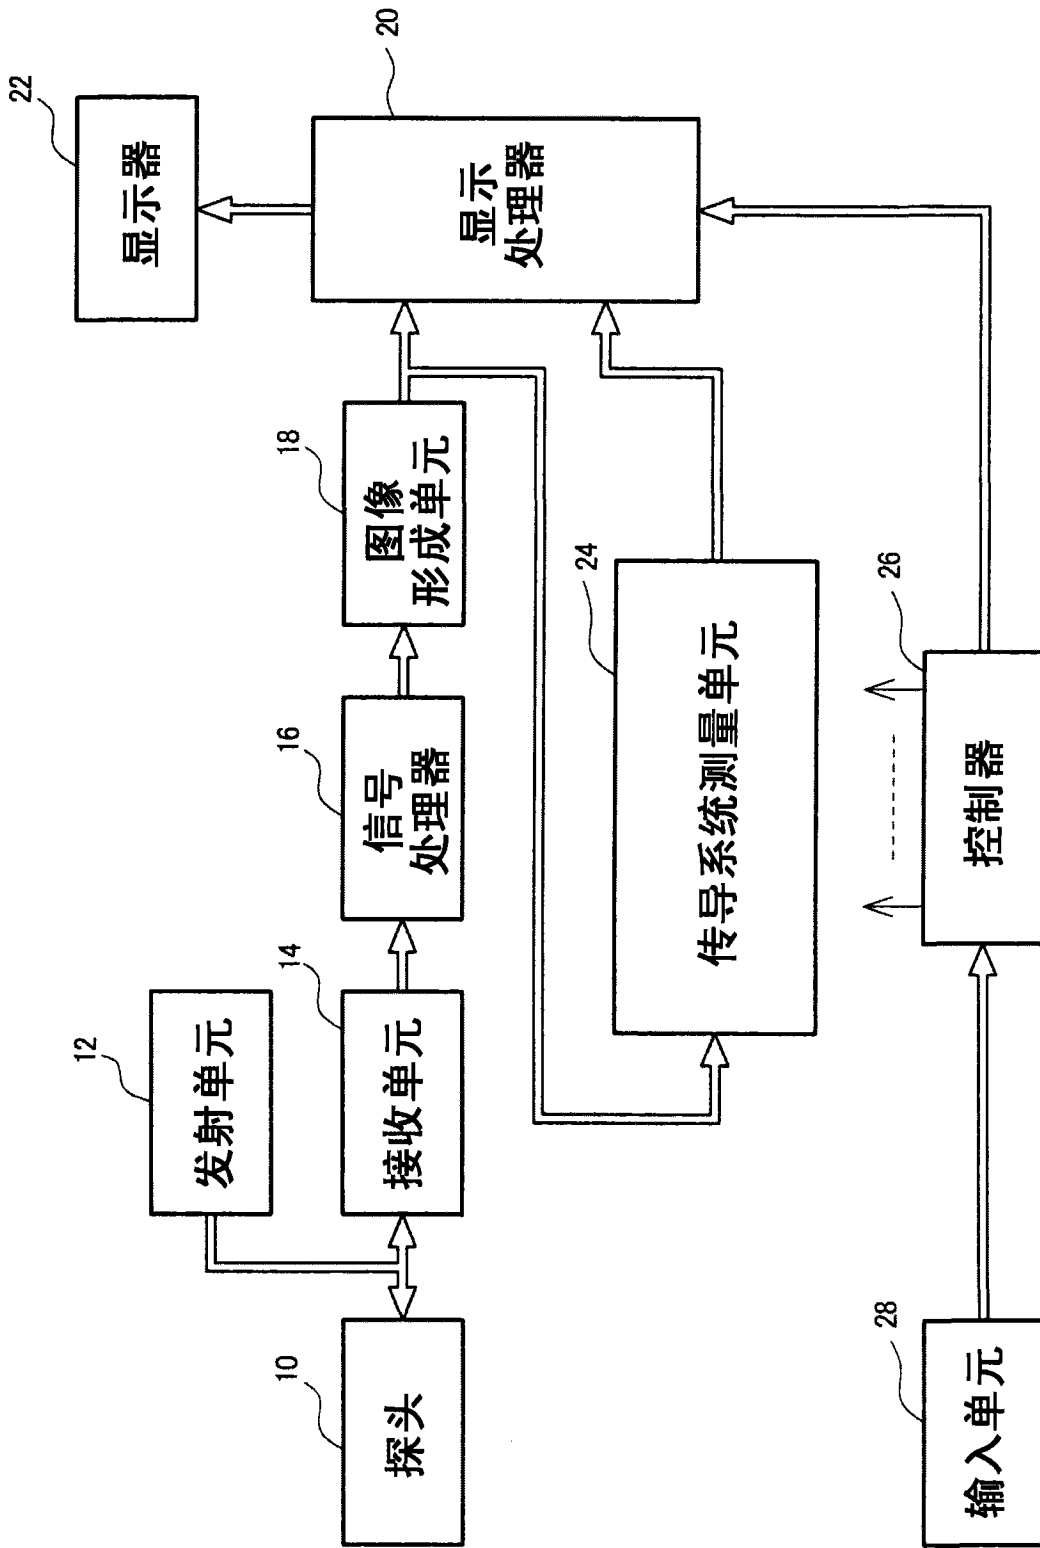 12
发射单元
22
显示器
10
探头
14
接收单元
16
信号
处理器
18
图像
形成单元
20
显示
处理器
24
传导系统测量单元
28
输入单元
26
控制器